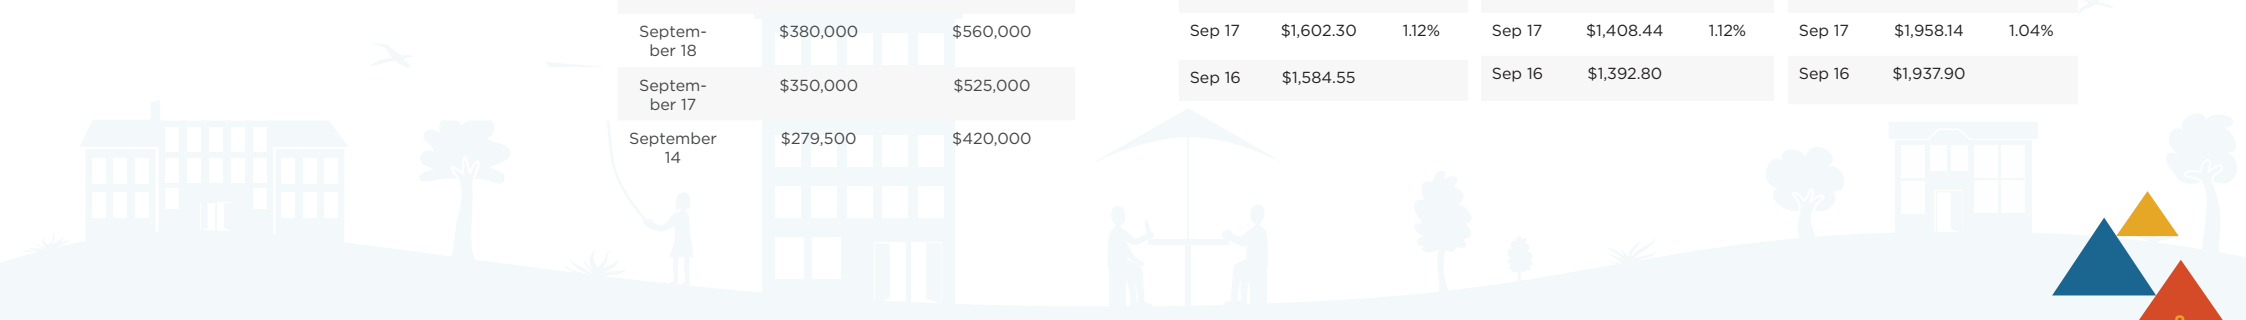 Septem-
ber 18 $380,000 $560,000
Septem-
ber 17 $350,000 $525,000
September
14 $279,500 $420,000
Sep 17 $1,602.30 1.12%
Sep 16 $1,584.55
Sep 17 $1,408.44 1.12%
Sep 16 $1,392.80
Sep 17 $1,958.14 1.04%
Sep 16 $1,937.90